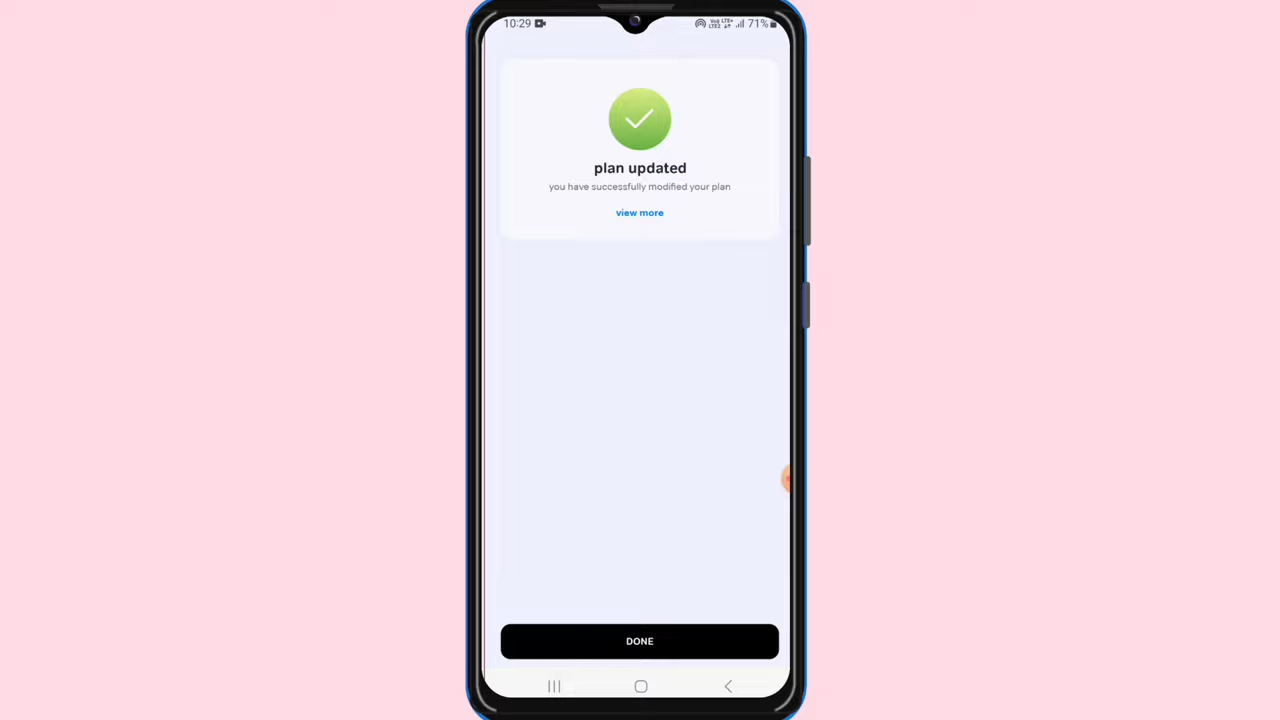 10:29 71%
plan updated
you have successfully modified your plan
view more
DONE